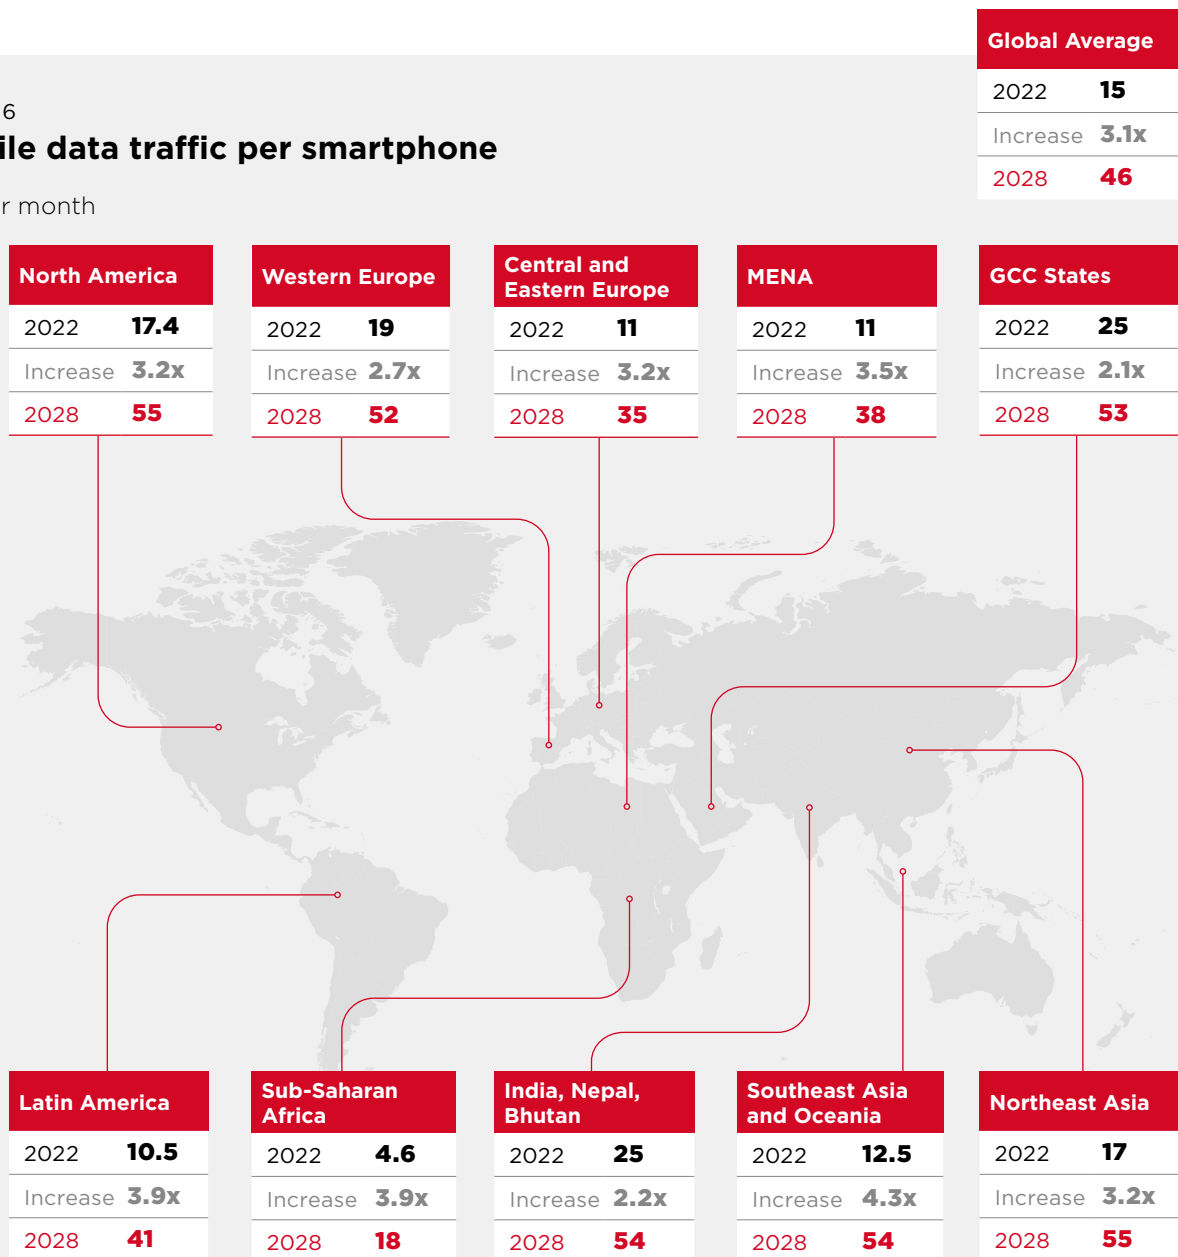 Global Average
2022 15
Increase 3.1x
2028 46
6
ile data traffic per smartphone
r month
North America
2022 17.4
Increase 3.2x
2028 55
Western Europe
2022 19
Increase 2.7x
2028 52
Central and
Eastern Europe
2022 11
Increase 3.2x
2028 35
MENA
2022 11
Increase 3.5x
2028 38
GCC States
2022 25
Increase 2.1x
2028 53
Latin America
2022 10.5
Increase 3.9x
2028 41
Sub-Saharan
Africa
2022 4.6
Increase 3.9x
2028 18
India, Nepal,
Bhutan
2022 25
Increase 2.2x
2028 54
Southeast Asia
and Oceania
2022 12.5
Increase 4.3x
2028 54
Northeast Asia
2022 17
Increase 3.2x
2028 55